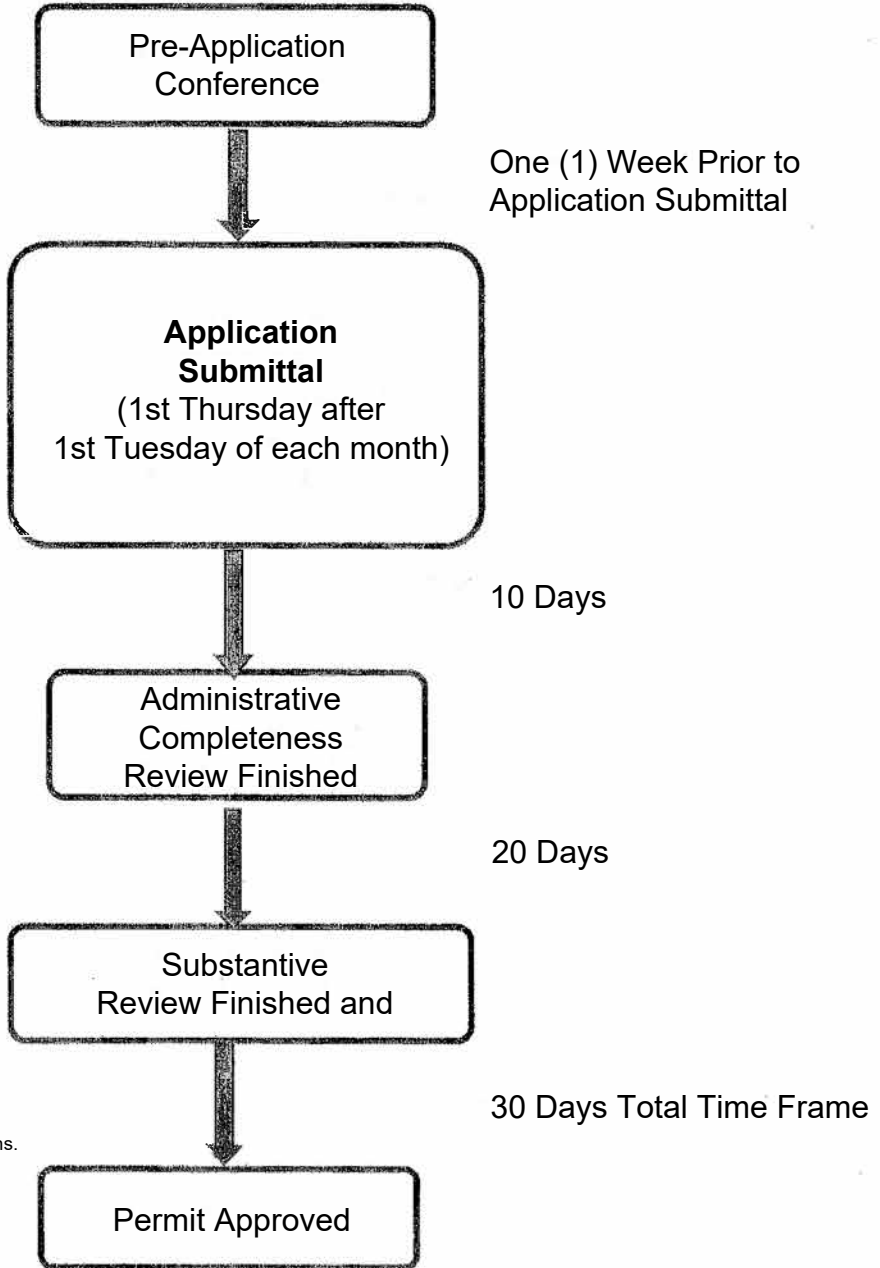 Pre-Application
Conference
One (1) Week Prior to
Application Submittal
Application
Submittal
(1st Thursday after
1st Tuesday of each month)
10 Days
Administrative
Completeness
Review Finished
20 Days
Substantive
Review Finished and
30 Days Total Time Frame
Permit Approved